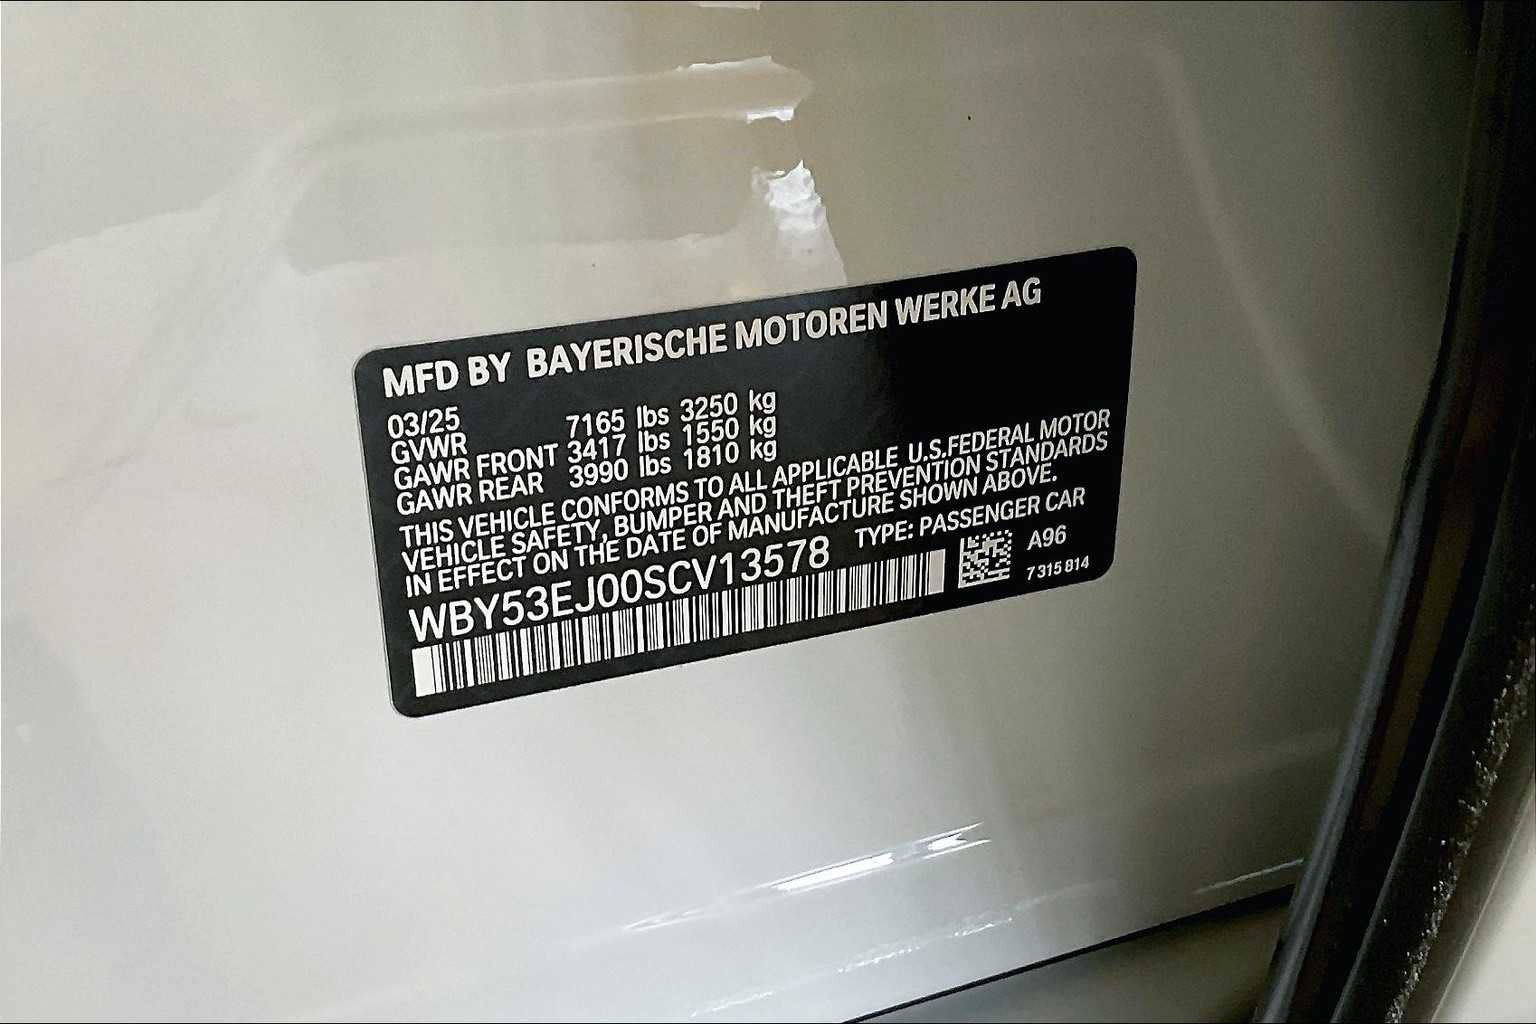 MFD BY BAYERISCHE MOTOREN WERKE AG
03/25
GVWR 7165 lbs 3250 kg
GAWR FRONT 3417 lbs 1550 kg
GAWR REAR 3990 lbs 1810 kg
THIS VEHICLE CONFORMS TO ALL APPLICABLE U.S.FEDERAL MOTOR
VEHICLE SAFETY, BUMPER AND THEFT PREVENTION STANDARDS
IN EFFECT ON THE DATE OF MANUFACTURE SHOWN ABOVE.
WBY53EJ00SCV13578 TYPE: PASSENGER CAR
A96
7 315 814